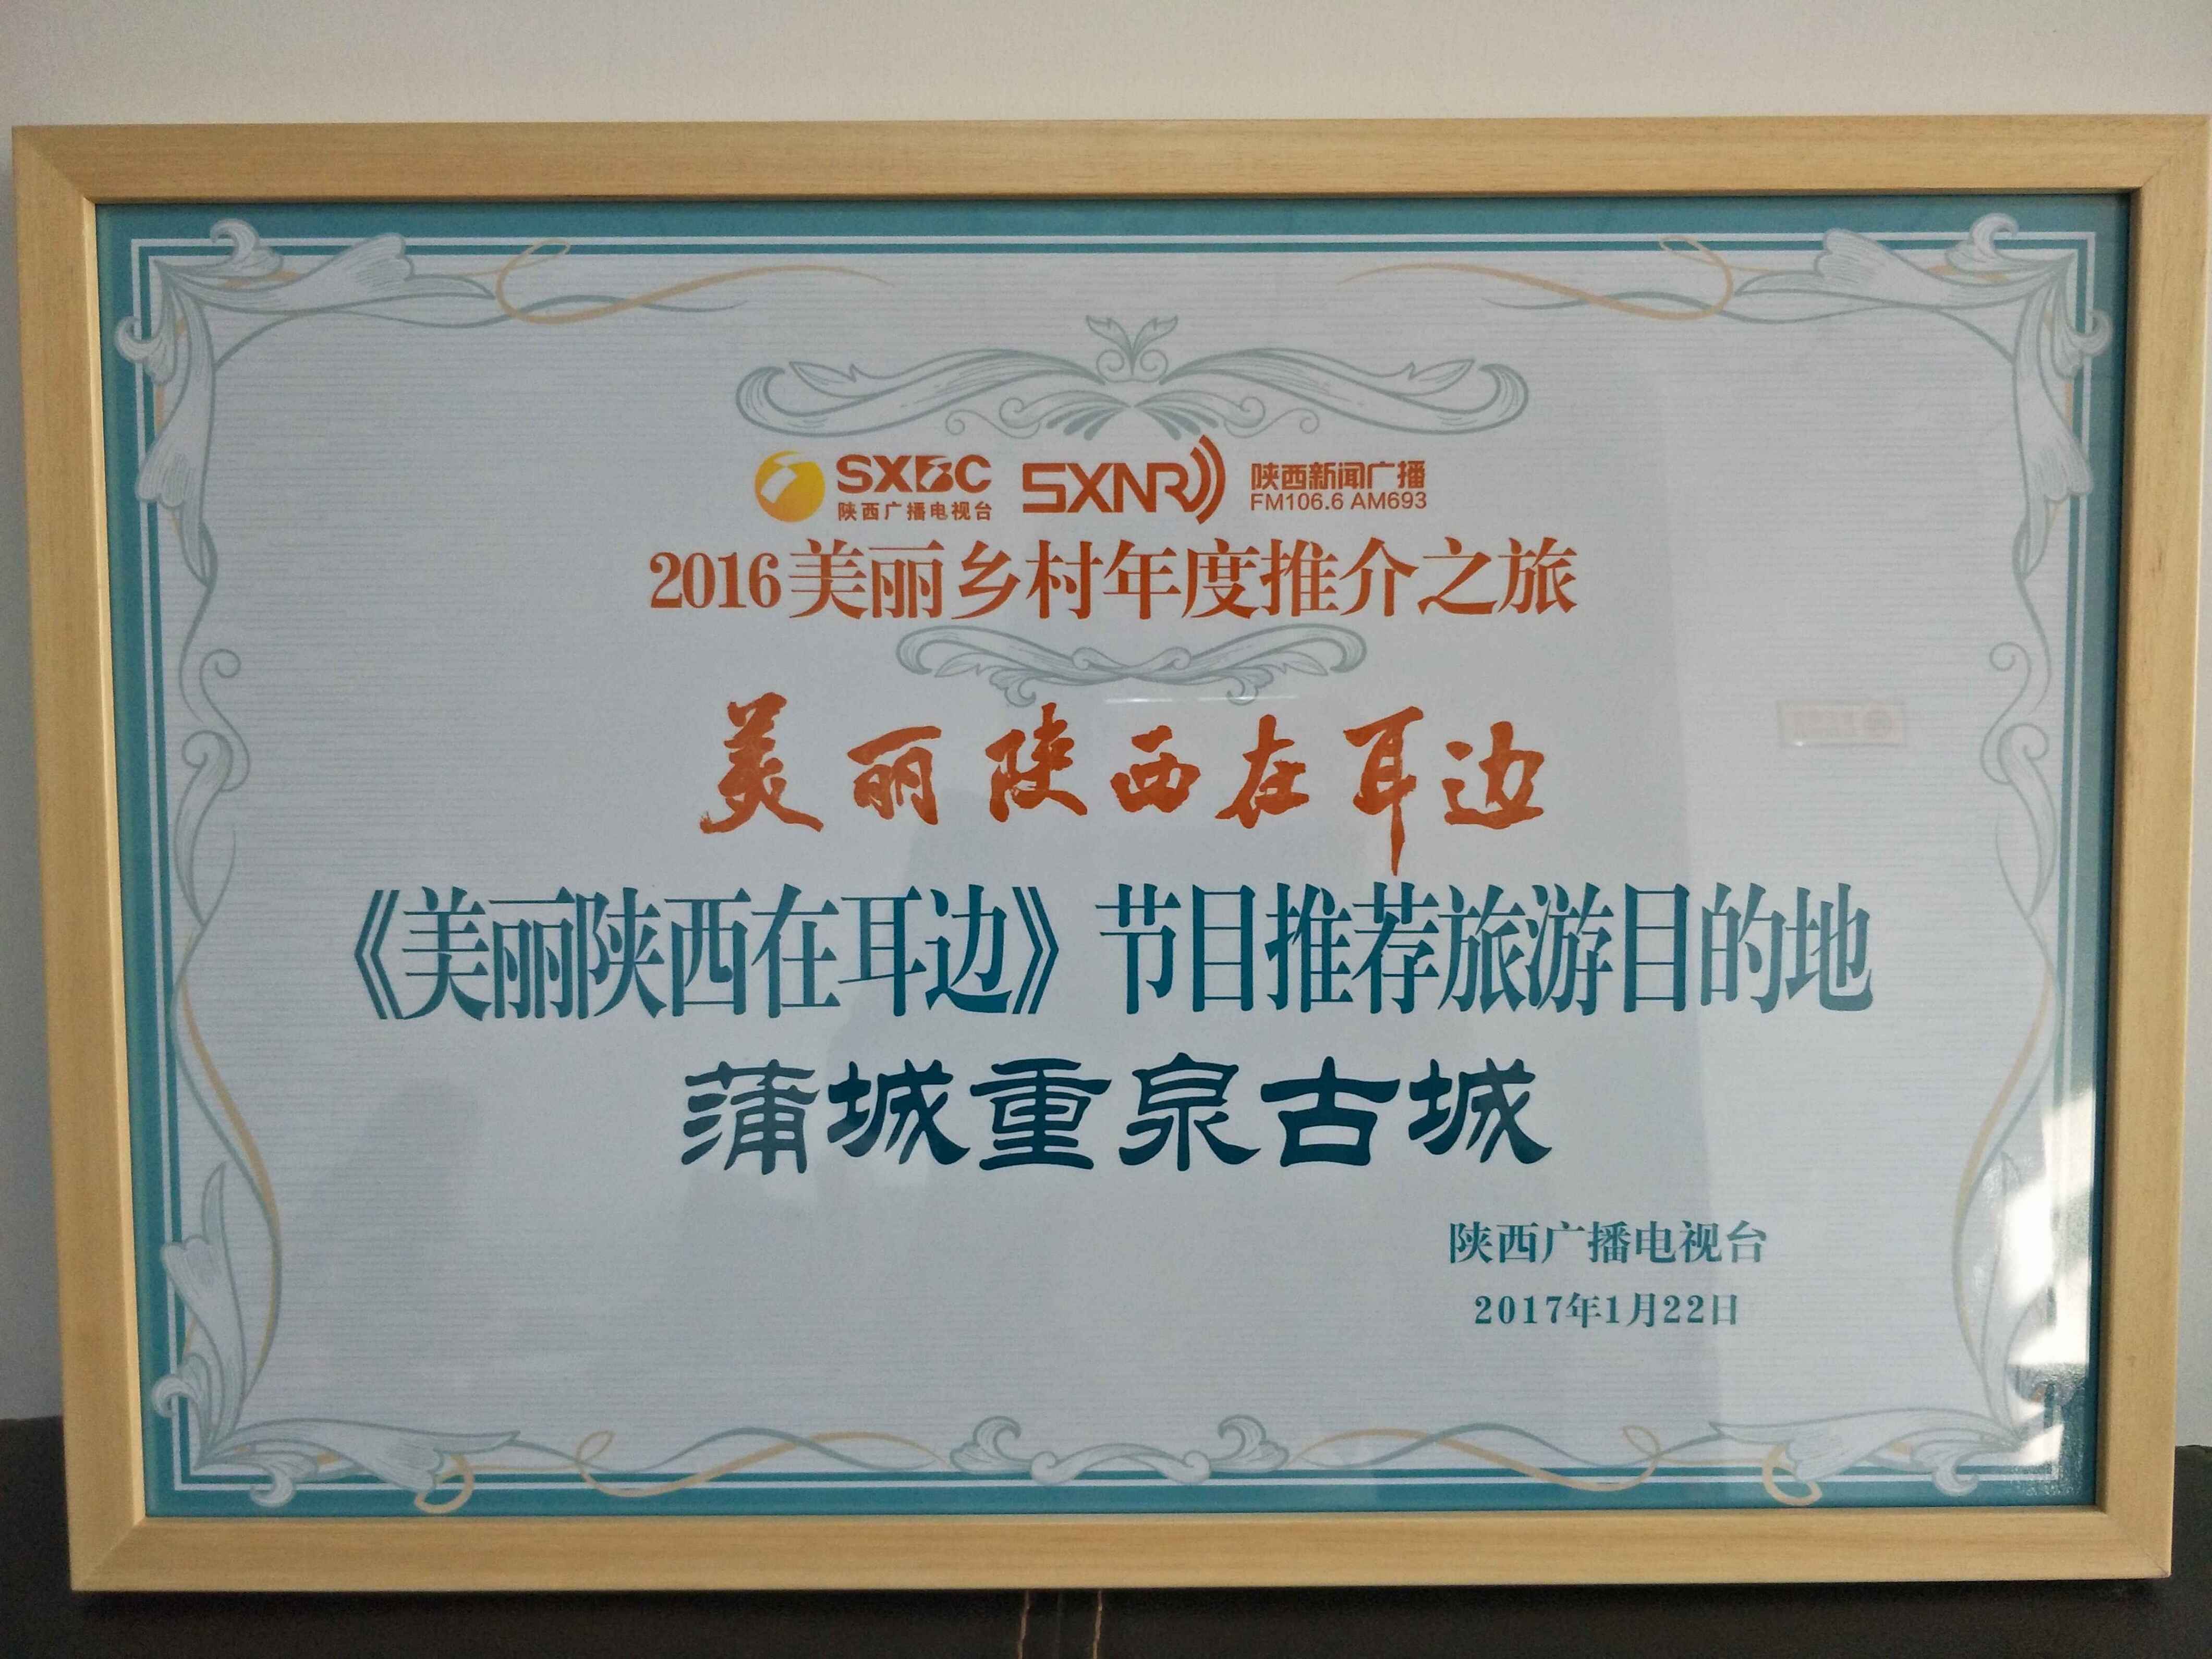 SXBC SXNR 陕西新闻广播
陕西广播电视台 FM106.6 AM693
2016美丽乡村年度推介之旅
美丽陕西在耳边
《美丽陕西在耳边》节目推荐旅游目的地
蒲城重泉古城
陕西广播电视台
2017年1月22日